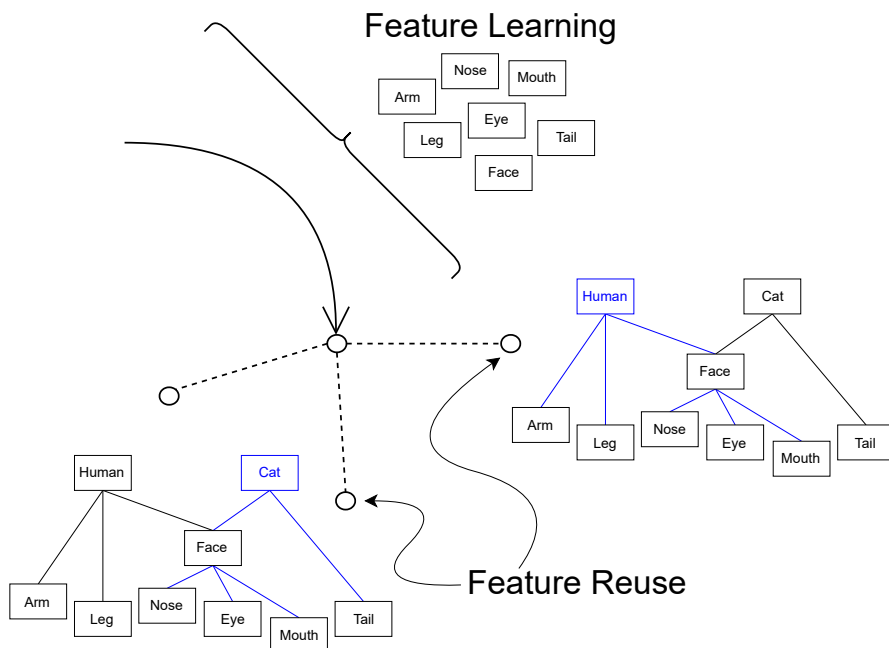 Feature Learning
Nose
Mouth
Arm
Eye
Leg
Tail
Face
Human
Cat
Face
Arm
Nose
Eye
Leg
Mouth
Tail
Human
Cat
Face
Arm
Nose
Eye
Leg
Mouth
Tail
Feature Reuse